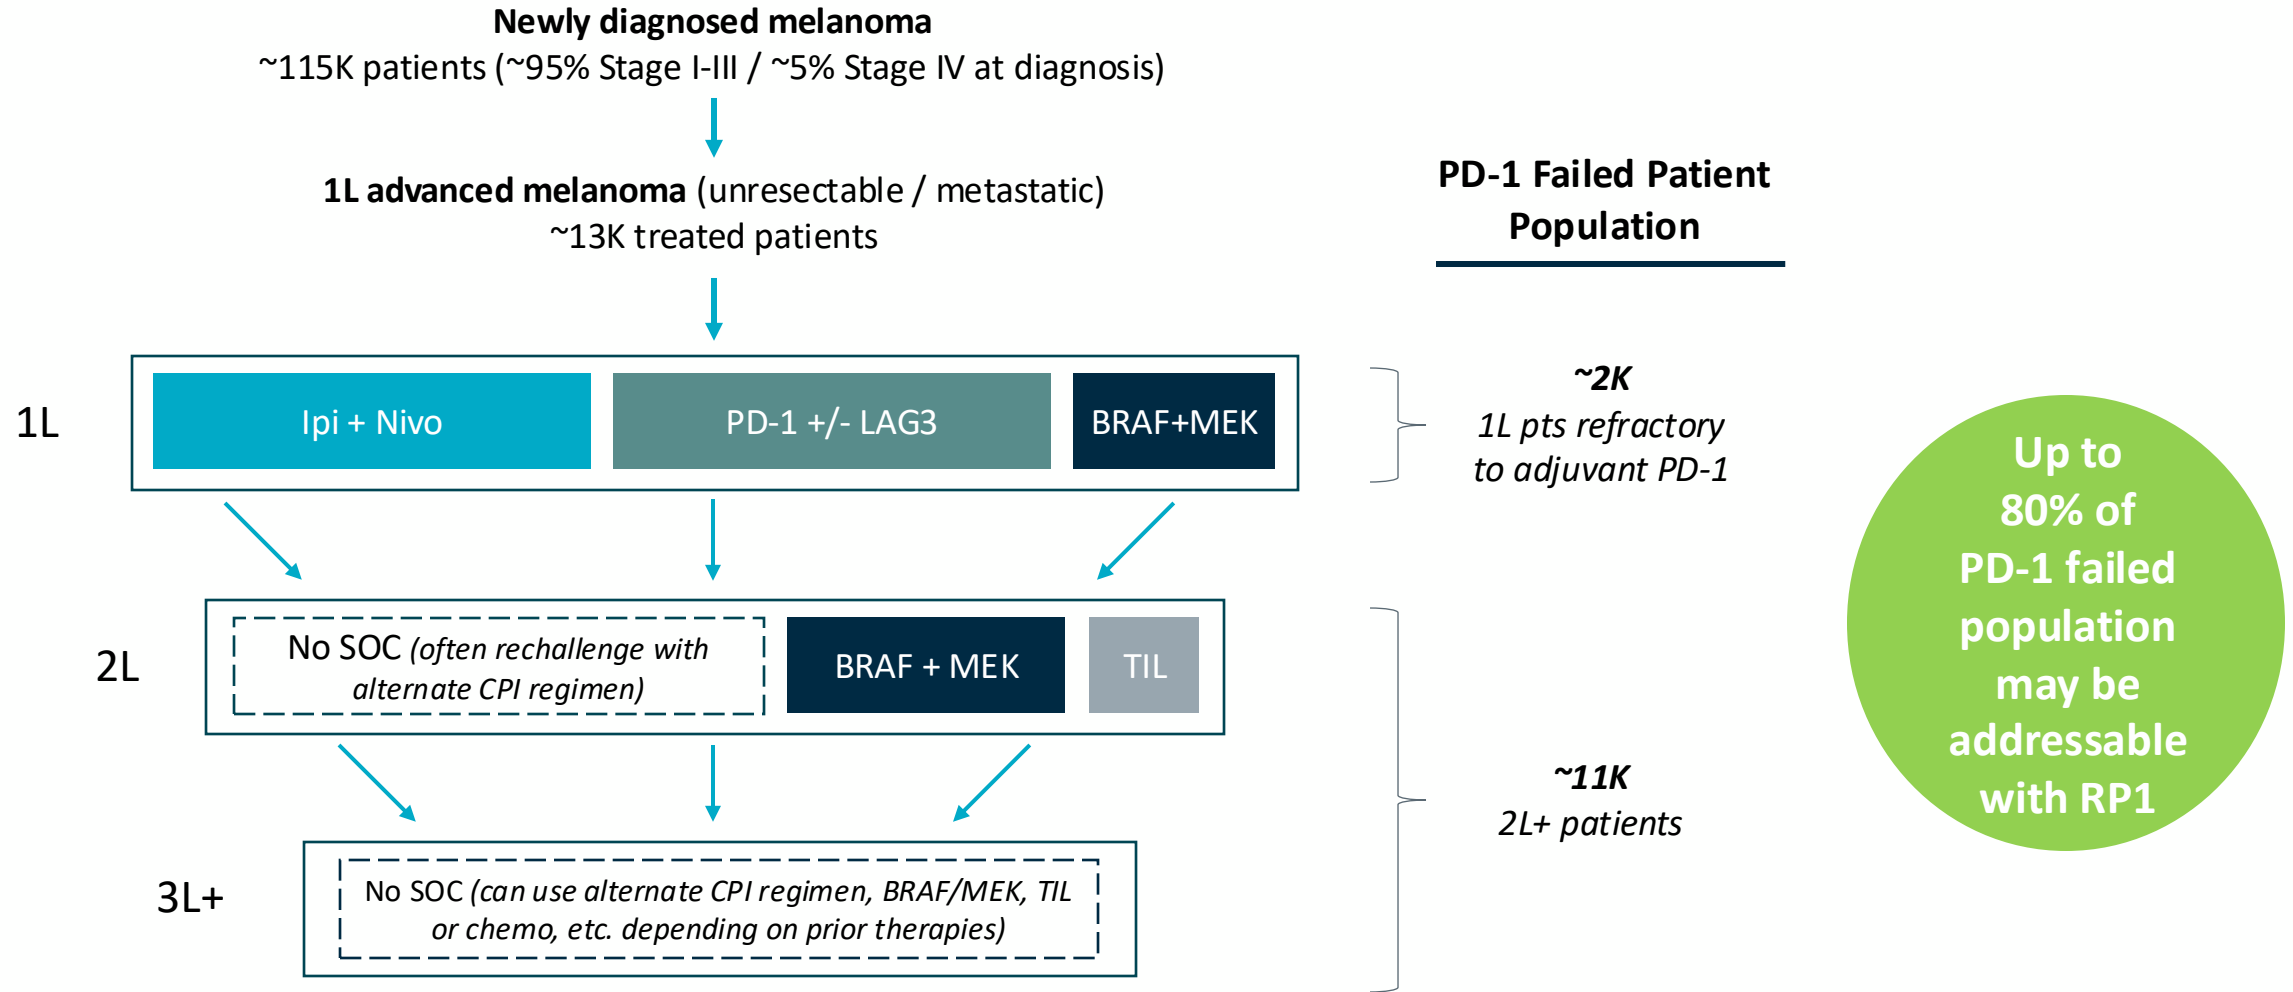 Newly diagnosed melanoma
~115K patients (~95% Stage I-III / ~5% Stage IV at diagnosis)
1L advanced melanoma (unresectable / metastatic)
~13K treated patients
PD-1 Failed Patient
Population
1L
Ipi + Nivo
PD-1 +/- LAG3
BRAF+MEK
~2K
1L pts refractory
to adjuvant PD-1
2L
No SOC (often rechallenge with
alternate CPI regimen)
BRAF + MEK
TIL
~11K
2L+ patients
3L+
No SOC (can use alternate CPI regimen, BRAF/MEK, TIL
or chemo, etc. depending on prior therapies)
Up to
80% of
PD-1 failed
population
may be
addressable
with RP1